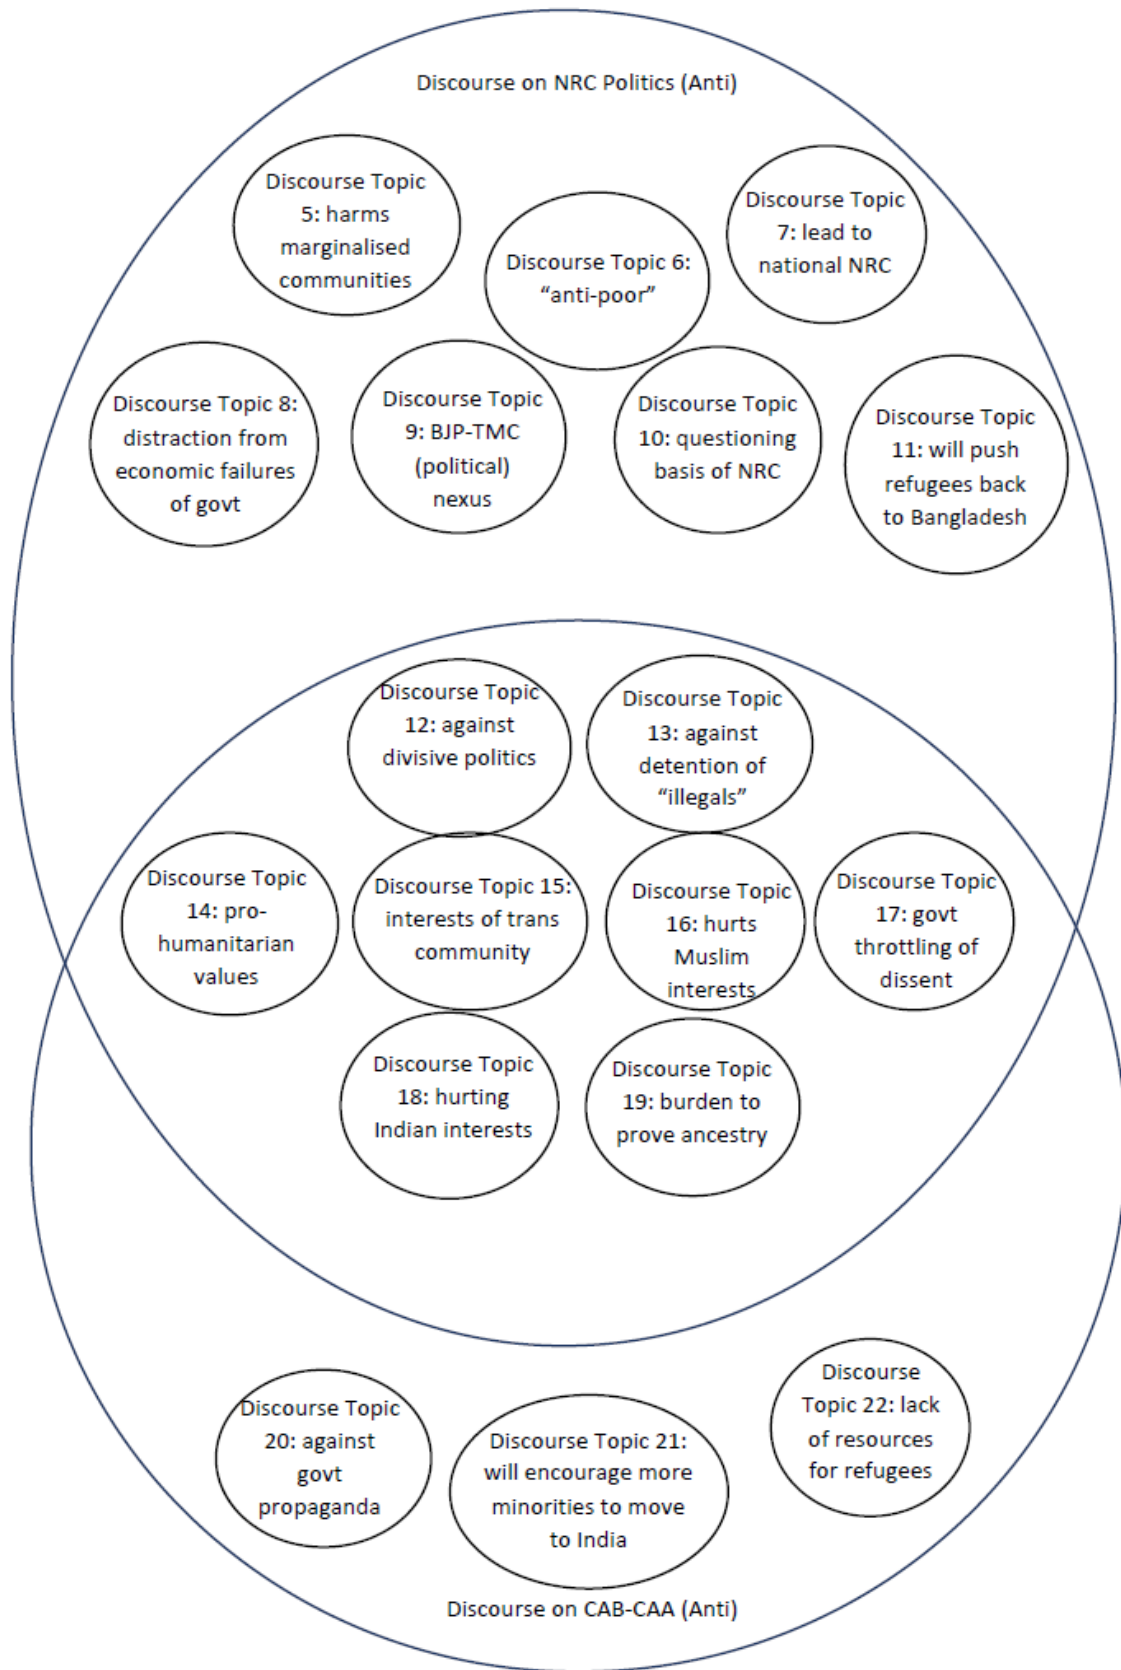 Discourse on NRC Politics (Anti)
Discourse Topic
5: harms
marginalised
communities
Discourse Topic 6:
“anti-poor”
Discourse Topic
7: lead to
national NRC
Discourse Topic 8:
distraction from
economic failures
of govt
Discourse Topic
9: BJP-TMC
(political)
nexus
Discourse Topic
10: questioning
basis of NRC
Discourse Topic
11: will push
refugees back
to Bangladesh
Discourse Topic
12: against
divisive politics
Discourse Topic
13: against
detention of
“illegals”
Discourse Topic
14: pro-
humanitarian
values
Discourse Topic 15:
interests of trans
community
Discourse Topic
16: hurts
Muslim
interests
Discourse Topic
17: govt
throttling of
dissent
Discourse Topic
18: hurting
Indian interests
Discourse Topic
19: burden to
prove ancestry
Discourse Topic
20: against
govt
propaganda
Discourse Topic 21:
will encourage more
minorities to move
to India
Discourse
Topic 22: lack
of resources
for refugees
Discourse on CAB-CAA (Anti)